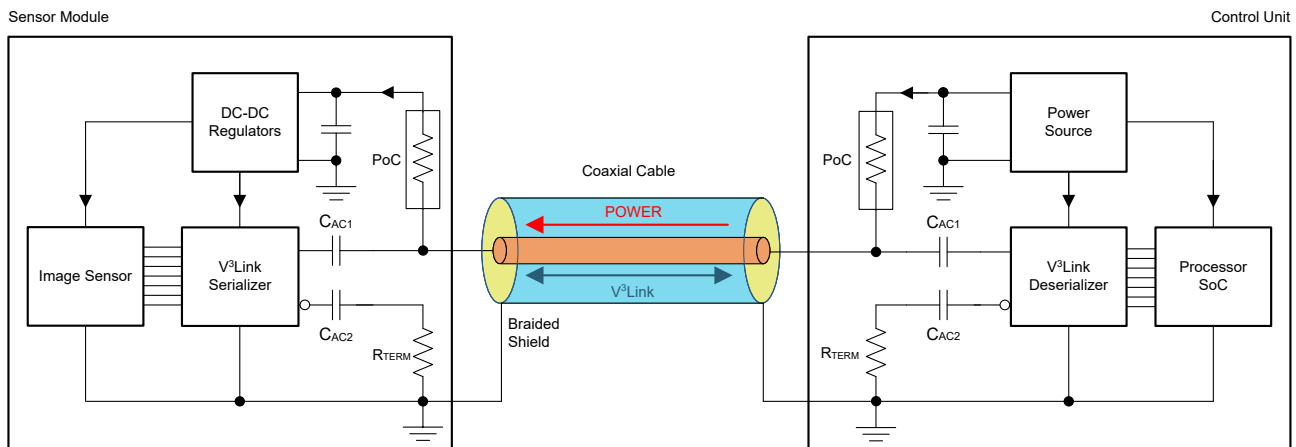 Sensor Module
Control Unit
DC-DC
Regulators
PoC
Coaxial Cable
PoC
Power
Source
POWER
CAC1
CAC1
Image Sensor
V³Link
Serializer
V³Link
V³Link
Deserializer
Processor
SoC
CAC2
Braided
Shield
CAC2
RTERM
RTERM